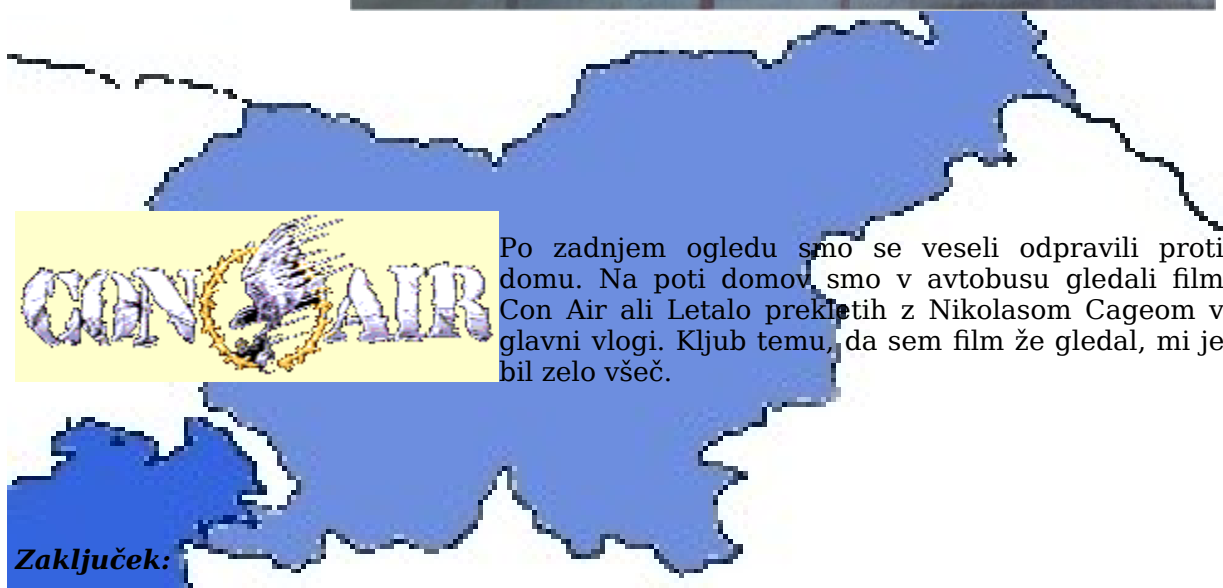 CON AIR
Po zadnjem ogledu smo se veseli odpravili proti
domu. Na poti domov smo v avtobusu gledali film
Con Air ali Letalo prekletih z Nikolasom Cageom v
glavni vlogi. Kljub temu, da sem film že gledal, mi je
bil zelo všeč.
Zaključek: